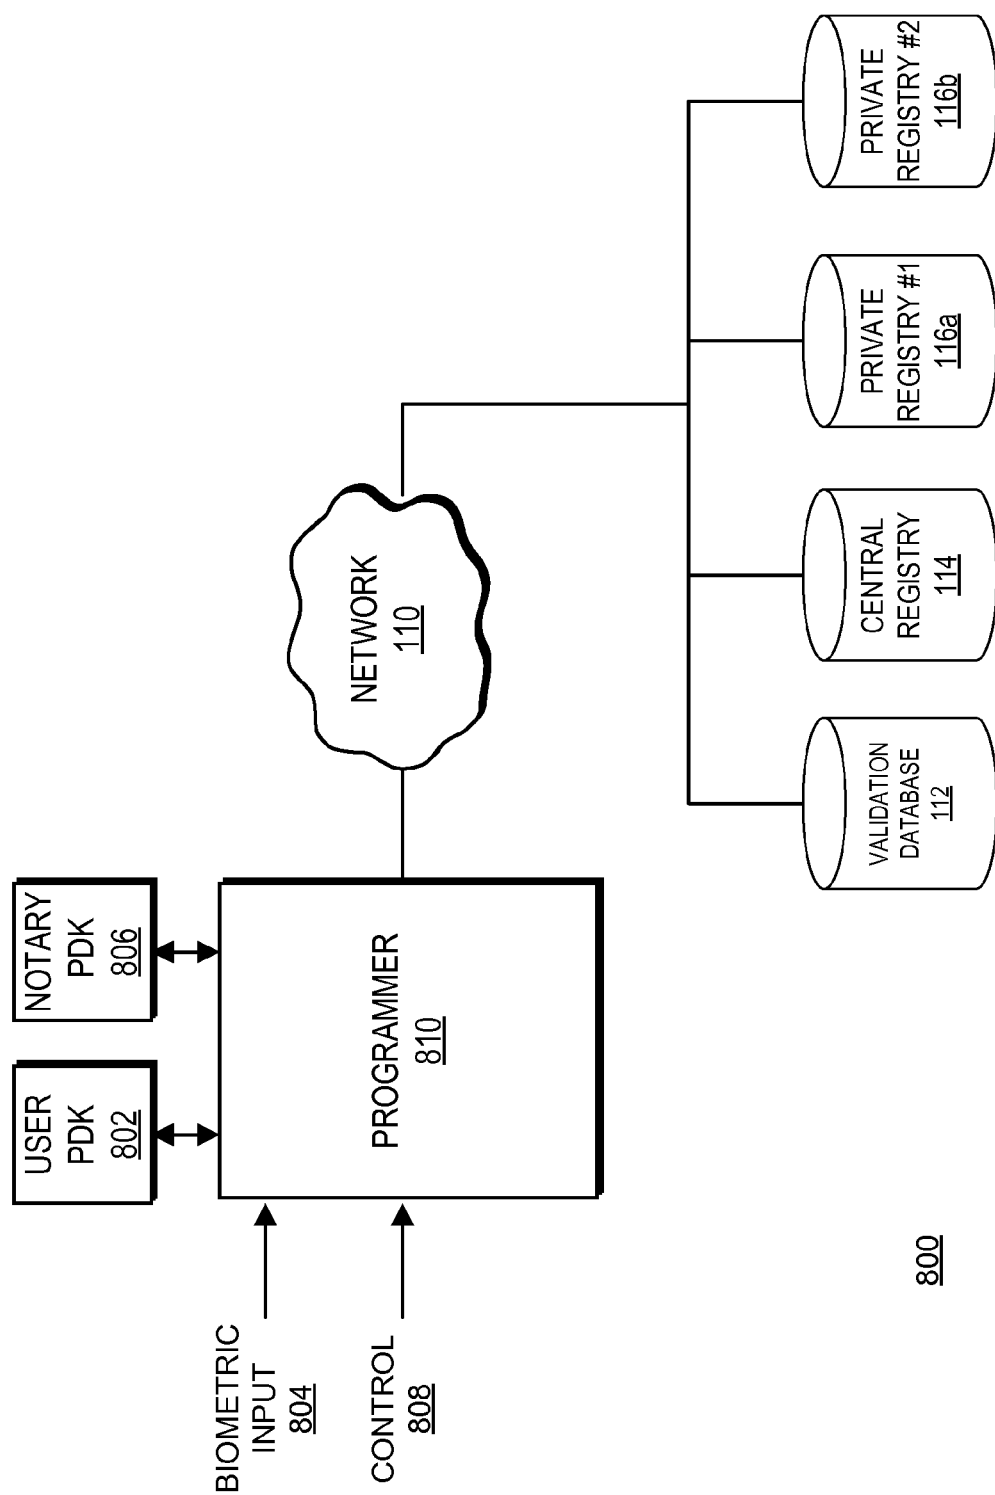 USER
PDK
802
NOTARY
PDK
806
BIOMETRIC
INPUT
804
CONTROL
808
PROGRAMMER
810
NETWORK
110
VALIDATION
DATABASE
112
CENTRAL
REGISTRY
114
PRIVATE
REGISTRY #1
116a
PRIVATE
REGISTRY #2
116b
800